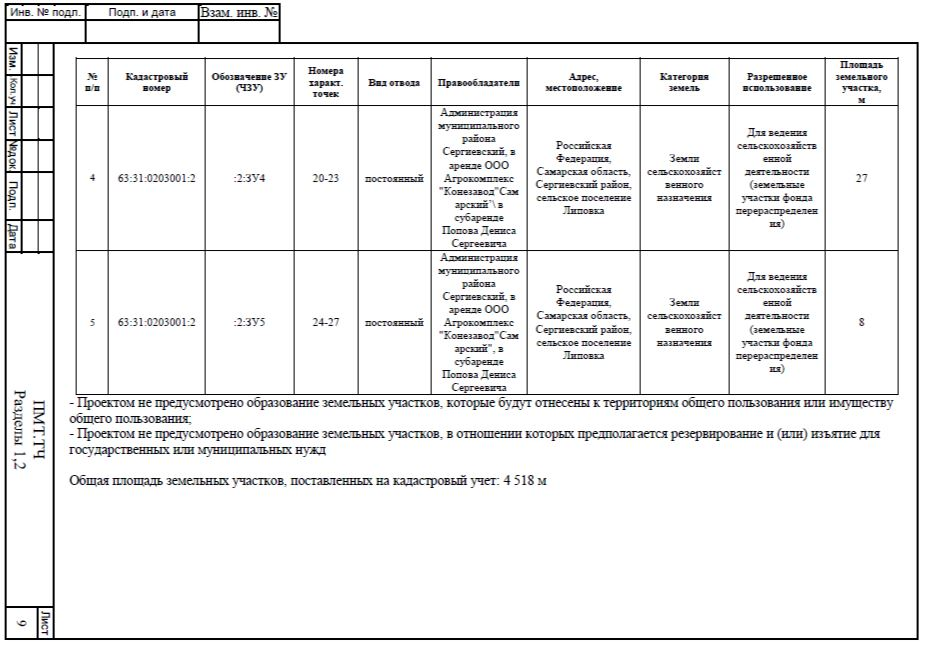 Инв. № подл.
Подп. и дата
Взам. инв. №
Изм
Кол.уч
Лист
№док.
Подп.
Дата
ПМТ.ТЧ
Разделы 1,2
Лист
9
№
п/п
Кадастровый
номер
Обозначение ЗУ
(ЧЗУ)
Номера
характ.
точек
Вид отвода
Правообладатели
Адрес,
местоположение
Категория
земель
Разрешенное
использование
Площадь
земельного
участка,
м
4
63:31:0203001:2
:2:ЗУ4
20-23
постоянный
Администрация
муниципального
района
Сергиевский, в
аренде ООО
Агрокомплекс
"Конезавод"Сам
арский'\ в
субаренде
Попова Дениса
Сергеевича
Российская
Федерация,
Самарская область,
Сергиевский район,
сельское поселение
Липовка
Земли
сельскохозяйст
венного
назначения
Для ведения
сельскохозяйств
енной
деятельности
(земельные
участки фонда
перераспределен
ия)
27
5
63:31:0203001:2
:2:ЗУ5
24-27
постоянный
Администрация
муниципального
района
Сергиевский, в
аренде ООО
Агрокомплекс
"Конезавод"Сам
арский", в
субаренде
Попова Дениса
Сергеевича
Российская
Федерация,
Самарская область,
Сергиевский район,
сельское поселение
Липовка
Земли
сельскохозяйст
венного
назначения
Для ведения
сельскохозяйств
енной
деятельности
(земельные
участки фонда
перераспределен
ия)
8
- Проектом не предусмотрено образование земельных участков, которые будут отнесены к территориям общего пользования или имуществу
общего пользования;
- Проектом не предусмотрено образование земельных участков, в отношении которых предполагается резервирование и (или) изъятие для
государственных или муниципальных нужд
Общая площадь земельных участков, поставленных на кадастровый учет: 4 518 м